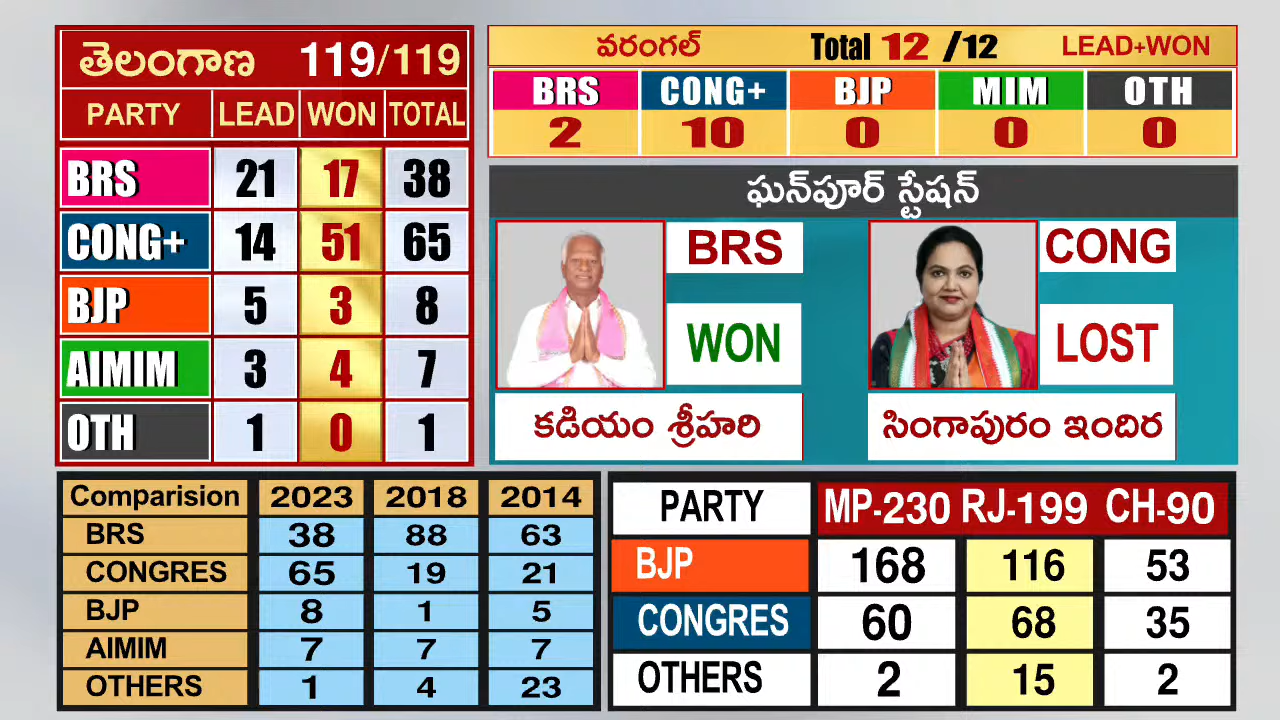 తెలంగాణ 119/119
PARTY LEAD WON TOTAL
BRS 21 17 38
CONG+ 14 51 65
BJP 5 3 8
AIMIM 3 4 7
OTH 1 0 1
వరంగల్ Total 12 /12 LEAD+WON
BRS CONG+ BJP MIM OTH
2 10 0 0 0
ఘన్‌పూర్ స్టేషన్
BRS CONG
WON LOST
కడియం శ్రీహరి సింగాపురం ఇందిర
Comparision 2023 2018 2014
BRS 38 88 63
CONGRES 65 19 21
BJP 8 1 5
AIMIM 7 7 7
OTHERS 1 4 23
PARTY MP-230 RJ-199 CH-90
BJP 168 116 53
CONGRES 60 68 35
OTHERS 2 15 2